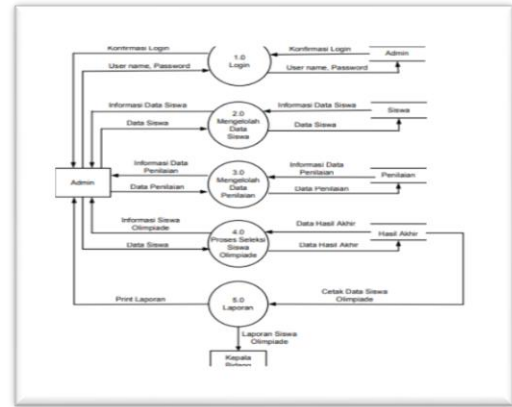 Konfirmasi Login
1.0
Login
Konfirmasi Login
Admin
User name, Password
User name, Password
Informasi Data Siswa
2.0
Mengelolah
Data
Siswa
Informasi Data Siswa
Siswa
Data Siswa
Data Siswa
Informasi Data
Penilaian
3.0
Mengelolah
Data
Penilaian
Informasi Data
Penilaian
Penilaian
Admin
Data Penilaian
Data Penilaian
Informasi Siswa
Olimpiade
4.0
Proses Seleksi
Siswa
Olimpiade
Data Hasil Akhir
Hasil Akhir
Data Siswa
Data Hasil Akhir
Print Laporan
5.0
Laporan
Cetak Data Siswa
Olimpiade
Laporan Siswa
Olimpiade
Kepala
Bidang